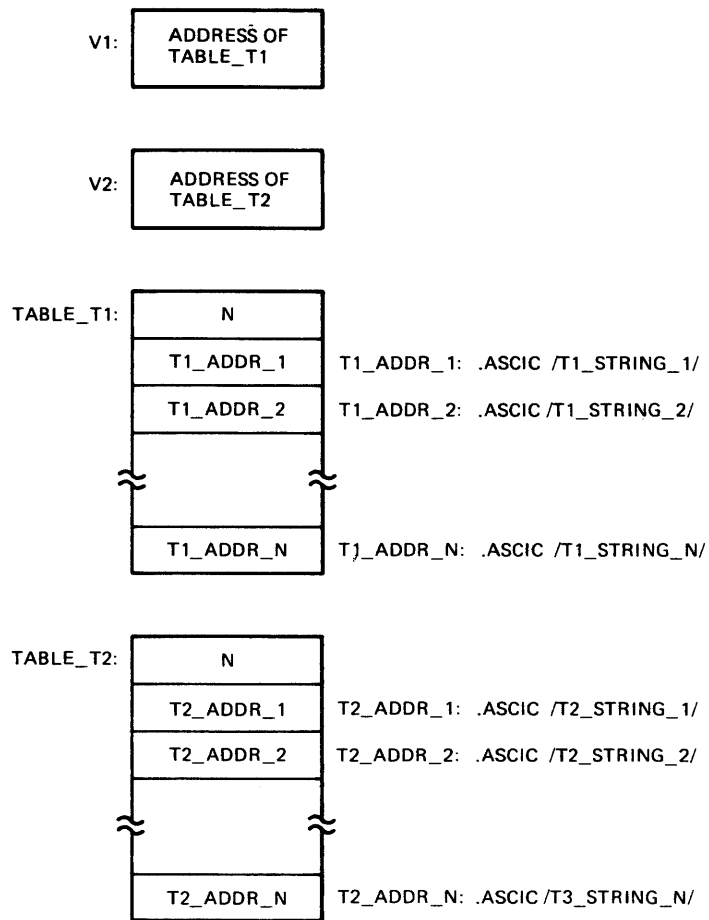 V1: ADDRESS OF
TABLE_T1
V2: ADDRESS OF
TABLE_T2
TABLE_T1: N
T1_ADDR_1 T1_ADDR_1: .ASCIC /T1_STRING_1/
T1_ADDR_2 T1_ADDR_2: .ASCIC /T1_STRING_2/
T1_ADDR_N T1_ADDR_N: .ASCIC /T1_STRING_N/
TABLE_T2: N
T2_ADDR_1 T2_ADDR_1: .ASCIC /T2_STRING_1/
T2_ADDR_2 T2_ADDR_2: .ASCIC /T2_STRING_2/
T2_ADDR_N T2_ADDR_N: .ASCIC /T3_STRING_N/